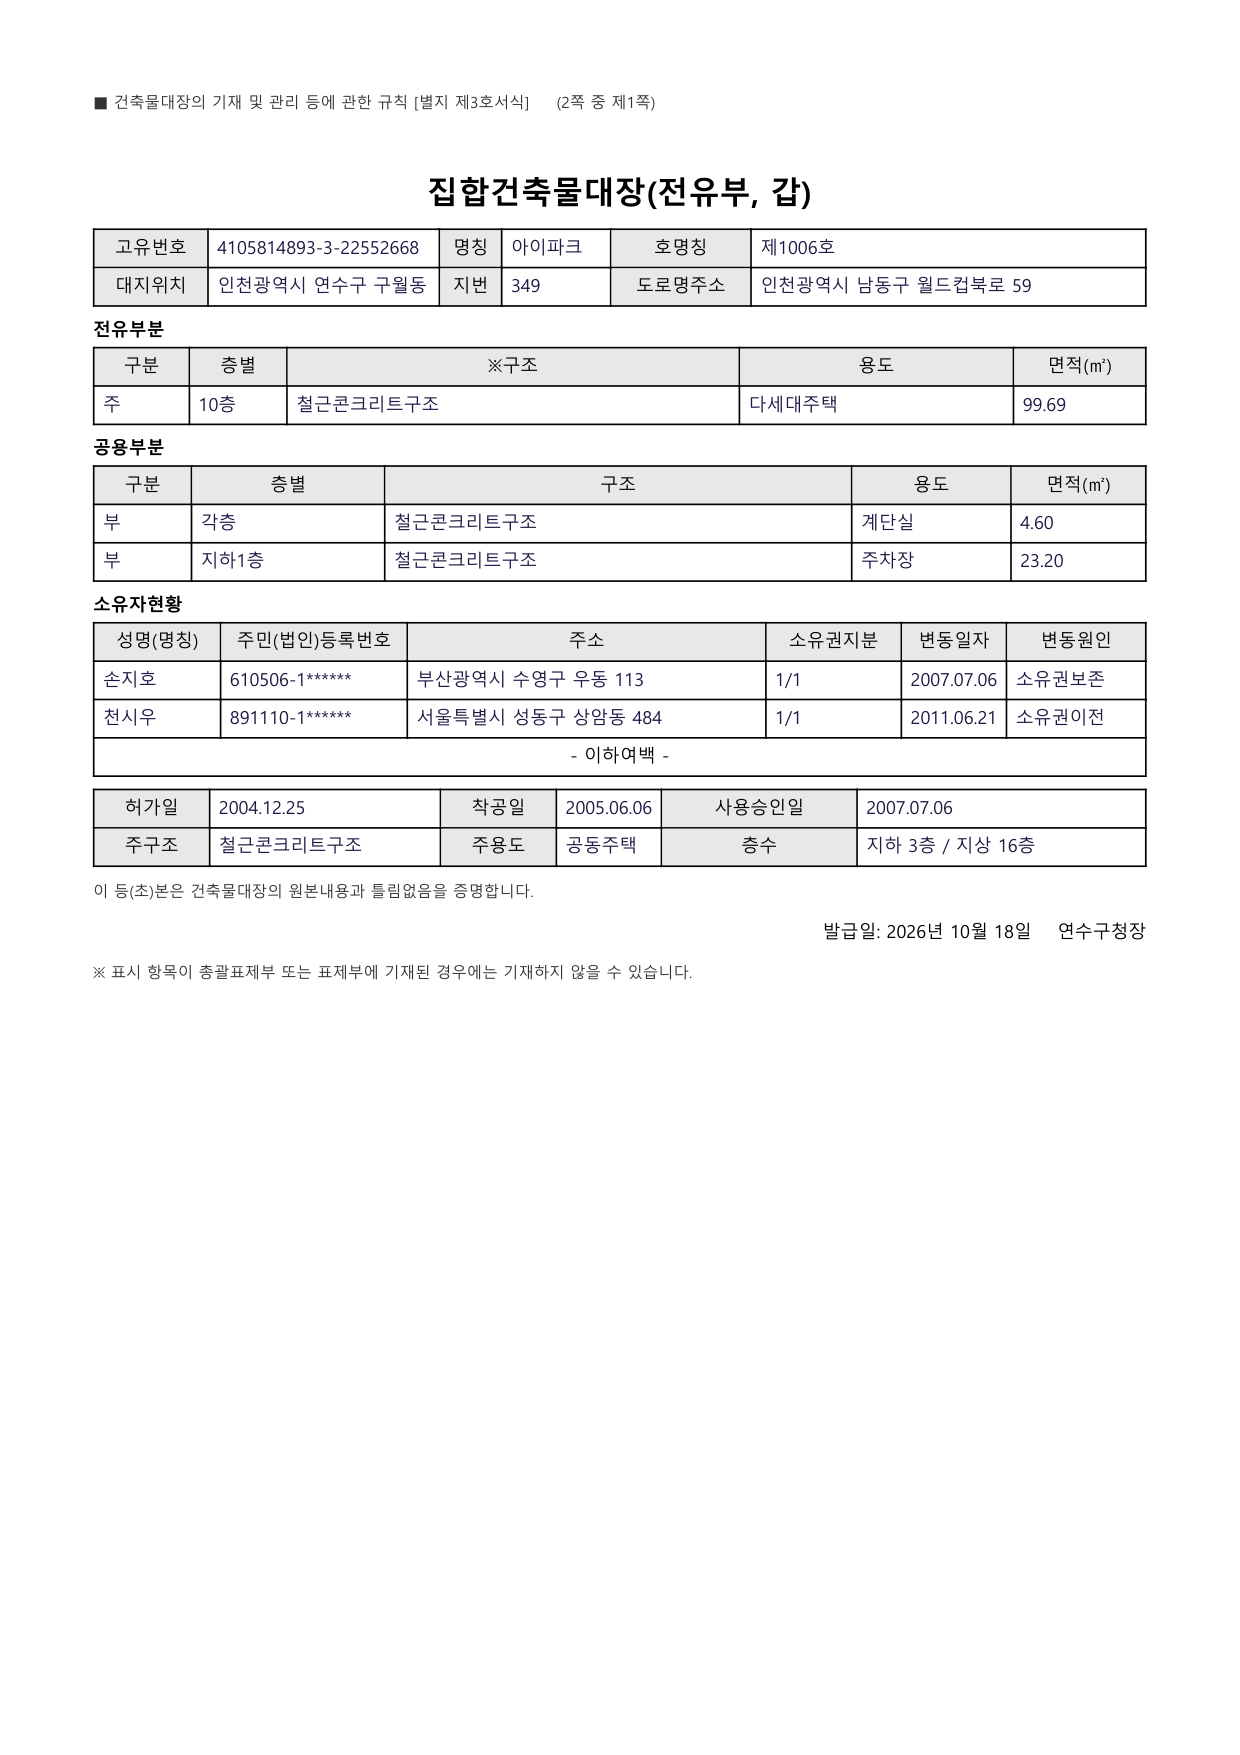 ■ 건축물대장의 기재 및 관리 등에 관한 규칙 [별지 제3호서식] (2쪽 중 제1쪽)
집합건축물대장(전유부, 갑)
고유번호 4105814893-3-22552668 명칭 아이파크 호명칭 제1006호
대지위치 인천광역시 연수구 구월동 지번 349 도로명주소 인천광역시 남동구 월드컵북로 59
전유부분
구분 층별 ※구조 용도 면적(㎡)
주 10층 철근콘크리트구조 다세대주택 99.69
공용부분
구분 층별 구조 용도 면적(㎡)
부 각층 철근콘크리트구조 계단실 4.60
부 지하1층 철근콘크리트구조 주차장 23.20
소유자현황
성명(명칭) 주민(법인)등록번호 주소 소유권지분 변동일자 변동원인
손지호 610506-1****** 부산광역시 수영구 우동 113 1/1 2007.07.06 소유권보존
천시우 891110-1****** 서울특별시 성동구 상암동 484 1/1 2011.06.21 소유권이전
- 이하여백 -
허가일 2004.12.25 착공일 2005.06.06 사용승인일 2007.07.06
주구조 철근콘크리트구조 주용도 공동주택 층수 지하 3층 / 지상 16층
이 등(초)본은 건축물대장의 원본내용과 틀림없음을 증명합니다.
발급일: 2026년 10월 18일 연수구청장
※ 표시 항목이 총괄표제부 또는 표제부에 기재된 경우에는 기재하지 않을 수 있습니다.